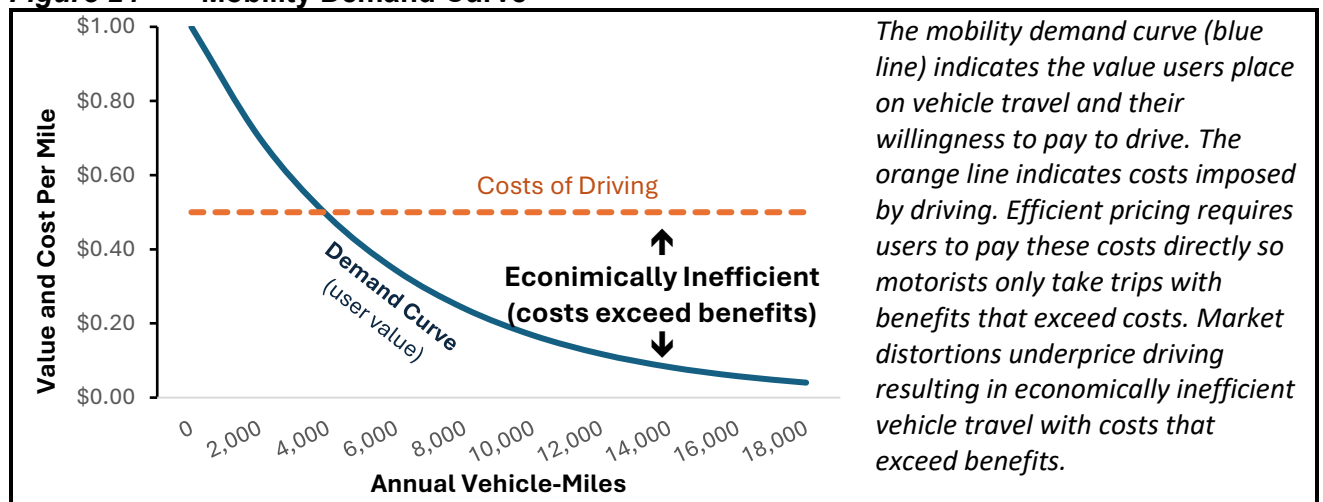 $1.00
$0.80
$0.60
$0.40
$0.20
$0.00
Value and Cost Per Mile
Costs of Driving
Demand Curve
(user value)
Econimically Inefficient
(costs exceed benefits)
0
2,000
4,000
6,000
8,000
10,000
12,000
14,000
16,000
18,000
Annual Vehicle-Miles
The mobility demand curve (blue
line) indicates the value users place
on vehicle travel and their
willingness to pay to drive. The
orange line indicates costs imposed
by driving. Efficient pricing requires
users to pay these costs directly so
motorists only take trips with
benefits that exceed costs. Market
distortions underprice driving
resulting in economically inefficient
vehicle travel with costs that
exceed benefits.